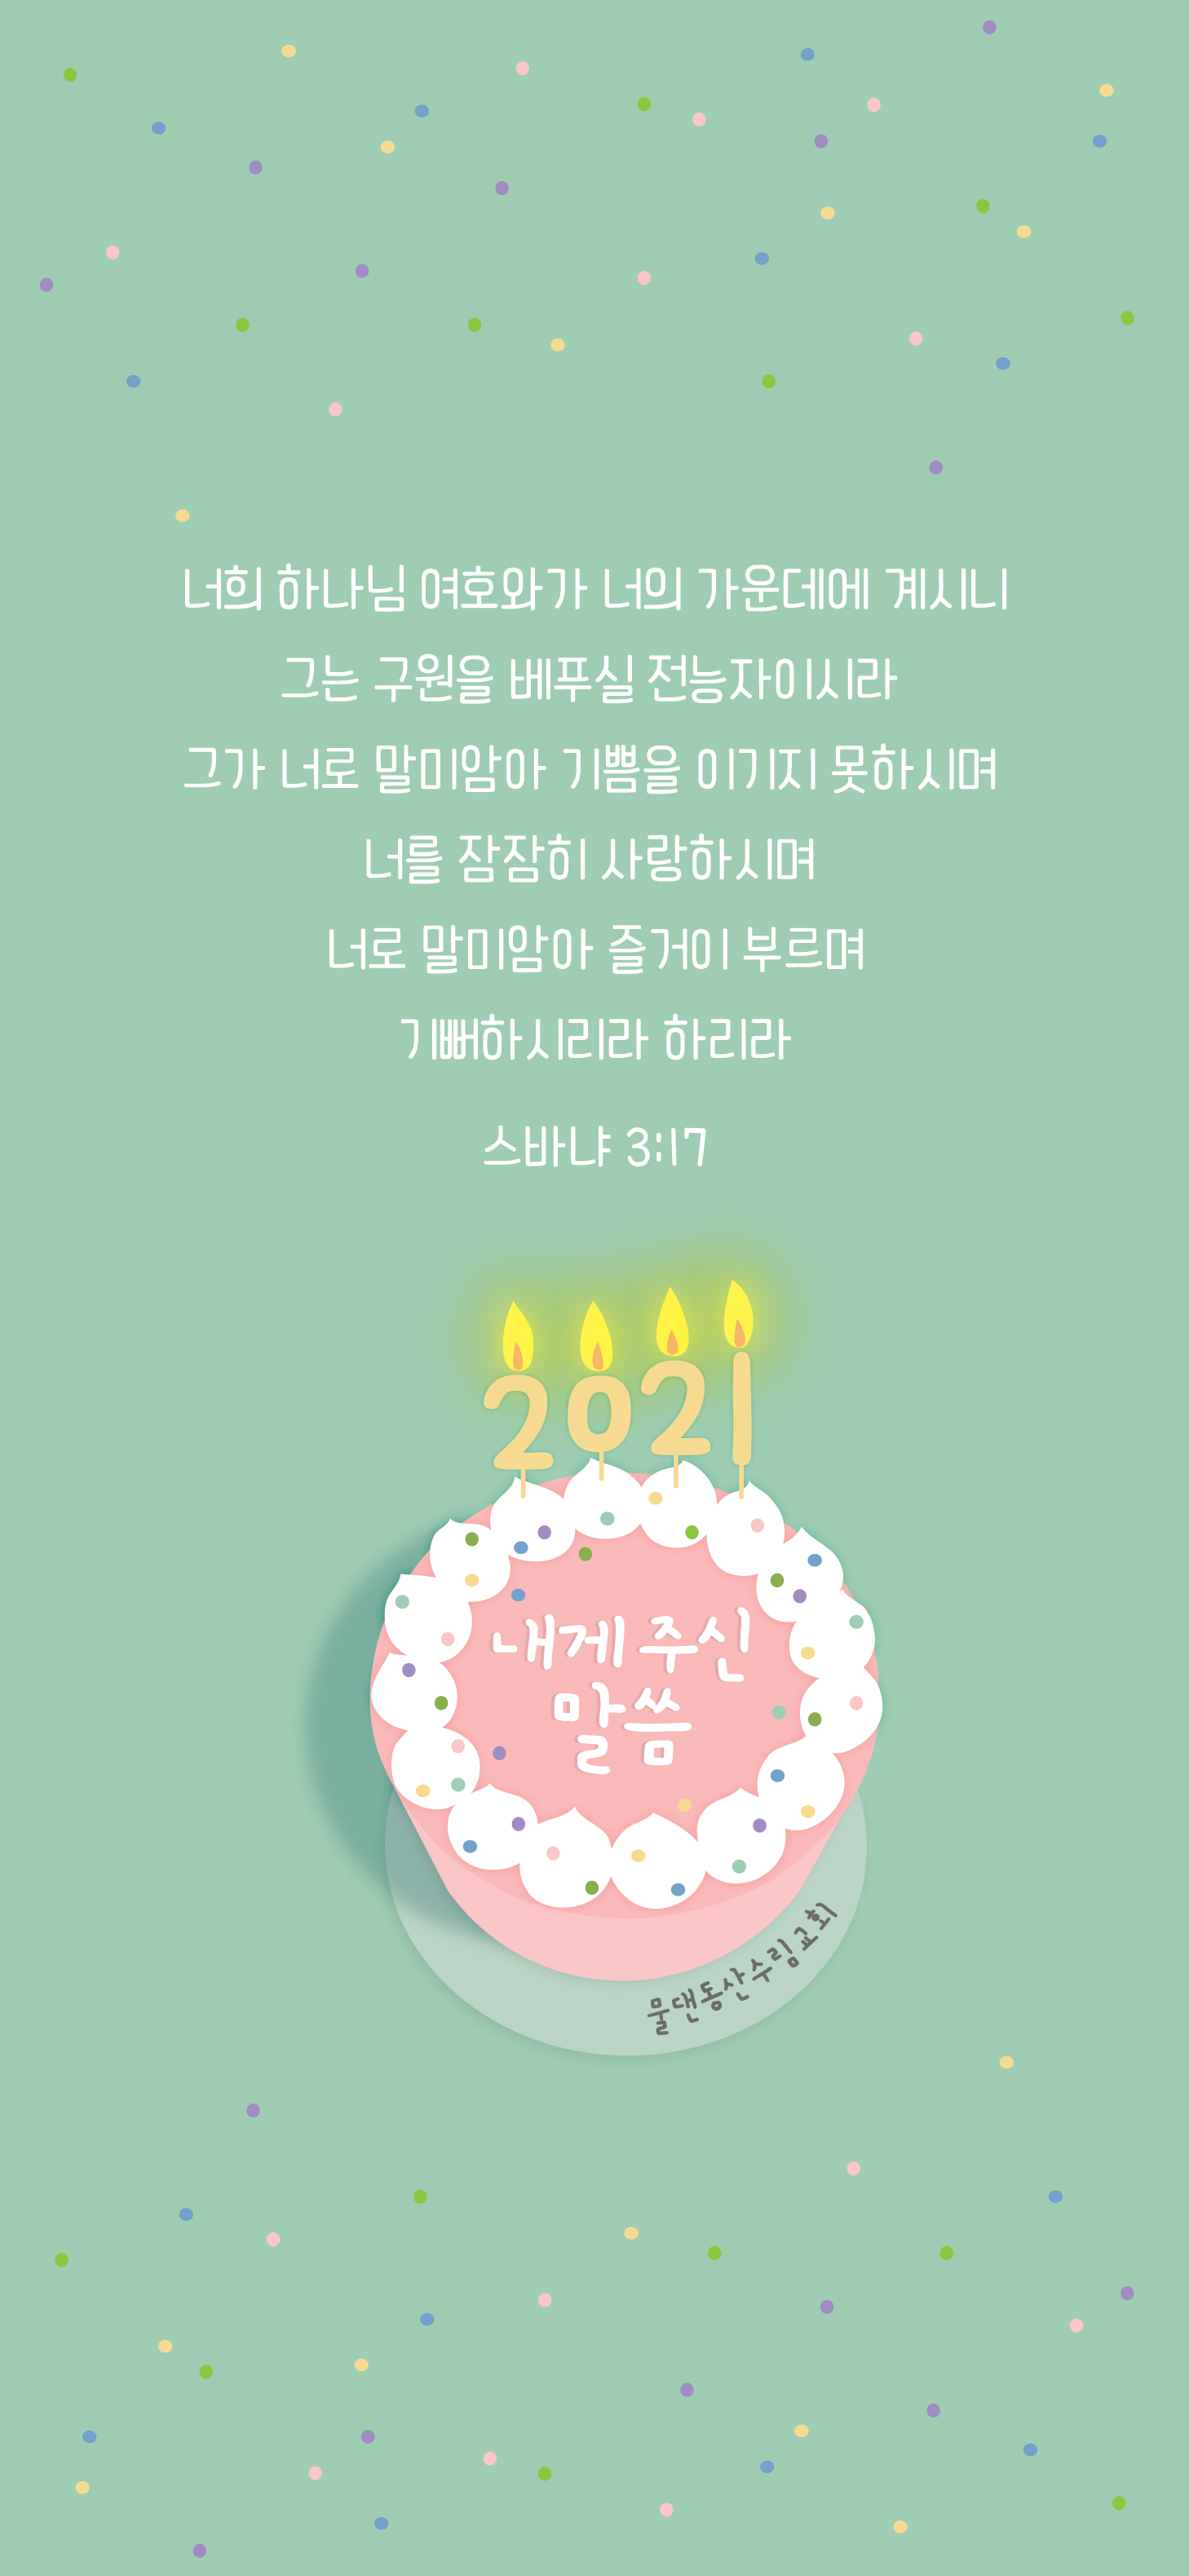 너희 하나님 여호와가 너의 가운데에 계시니
그는 구원을 베푸실 전능자이시라
그가 너로 말미암아 기쁨을 이기지 못하시며
너를 잠잠히 사랑하시며
너로 말미암아 즐거이 부르며
기뻐하시리라 하리라
스바냐 3:17
2021
내게 주신
말씀
물댄동산수림교회